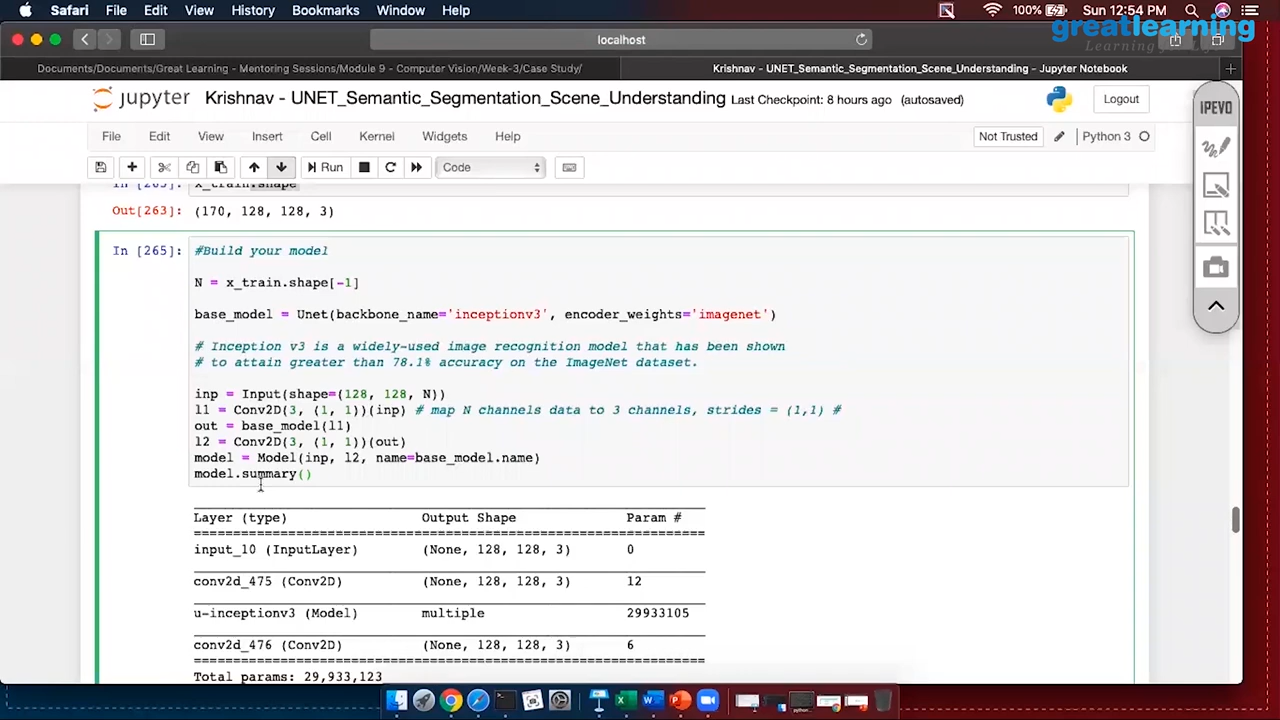 Safari File Edit View History Bookmarks Window Help 100% Sun 12:54 PM
greatlearning
Learning for Life
localhost
Documents/Documents/Great Learning - Mentoring Sessions/Module 9 - Computer Vision/Week-3/Case Study/ Krishnav - UNET_Semantic_Segmentation_Scene_Understanding - Jupyter Notebook
jupyter Krishnav - UNET_Semantic_Segmentation_Scene_Understanding Last Checkpoint: 8 hours ago (autosaved) Logout IPEVO
File Edit View Insert Cell Kernel Widgets Help Not Trusted Python 3
Run Code
In [263]: x_train.shape
Out[263]: (170, 128, 128, 3)
In [265]: #Build your model
N = x_train.shape[-1]
base_model = Unet(backbone_name='inceptionv3', encoder_weights='imagenet')
# Inception v3 is a widely-used image recognition model that has been shown
# to attain greater than 78.1% accuracy on the ImageNet dataset.
inp = Input(shape=(128, 128, N))
l1 = Conv2D(3, (1, 1))(inp) # map N channels data to 3 channels, strides = (1,1) #
out = base_model(l1)
l2 = Conv2D(3, (1, 1))(out)
model = Model(inp, l2, name=base_model.name)
model.summary()
Layer (type) Output Shape Param #
=================================================================
input_10 (InputLayer) (None, 128, 128, 3) 0
conv2d_475 (Conv2D) (None, 128, 128, 3) 12
u-inceptionv3 (Model) multiple 29933105
conv2d_476 (Conv2D) (None, 128, 128, 3) 6
=================================================================
Total params: 29,933,123